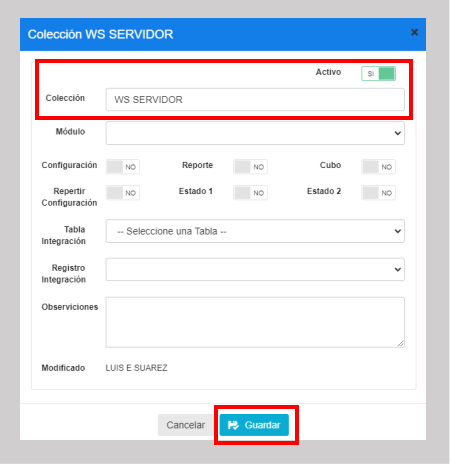 Colección WS SERVIDOR ×
Activo SI
Colección WS SERVIDOR
Módulo
Configuración NO Reporte NO Cubo NO
Repertir Configuración NO Estado 1 NO Estado 2 NO
Tabla Integración -- Seleccione una Tabla --
Registro Integración
Observiciones
Modificado LUIS E SUAREZ
Cancelar Guardar